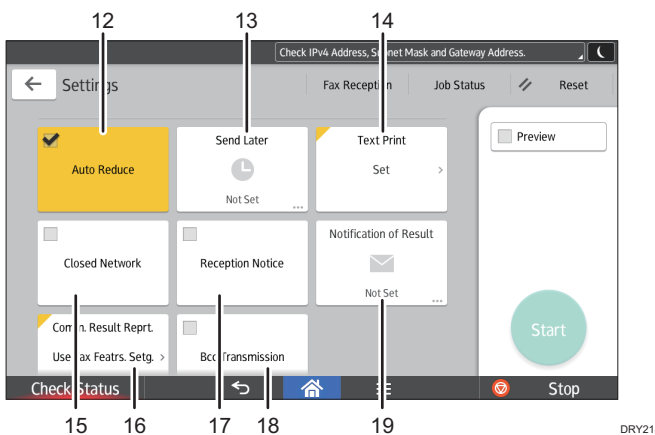 12
13
14
Check IPv4 Address, Subnet Mask and Gateway Address.
Settings
Fax Reception
Job Status
Reset
Auto Reduce
Send Later
Not Set
Text Print
Set
Preview
Closed Network
Reception Notice
Notification of Result
Not Set
Comm. Result Reprt.
Use Fax Featrs. Setg.
Bcc Transmission
Start
Check Status
Stop
15
16
17
18
19
DRY21